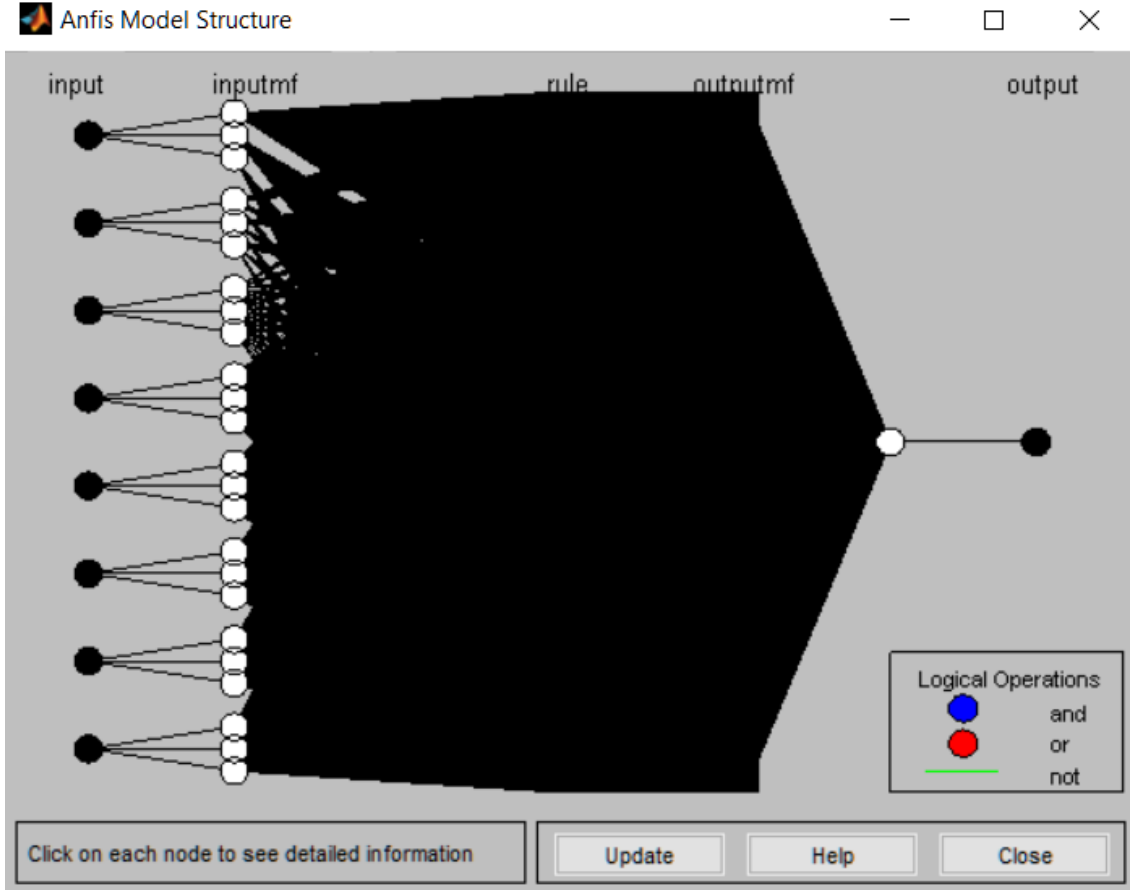 Anfis Model Structure
input inputmf rule outputmf output
Logical Operations
and
or
not
Click on each node to see detailed information
Update Help Close